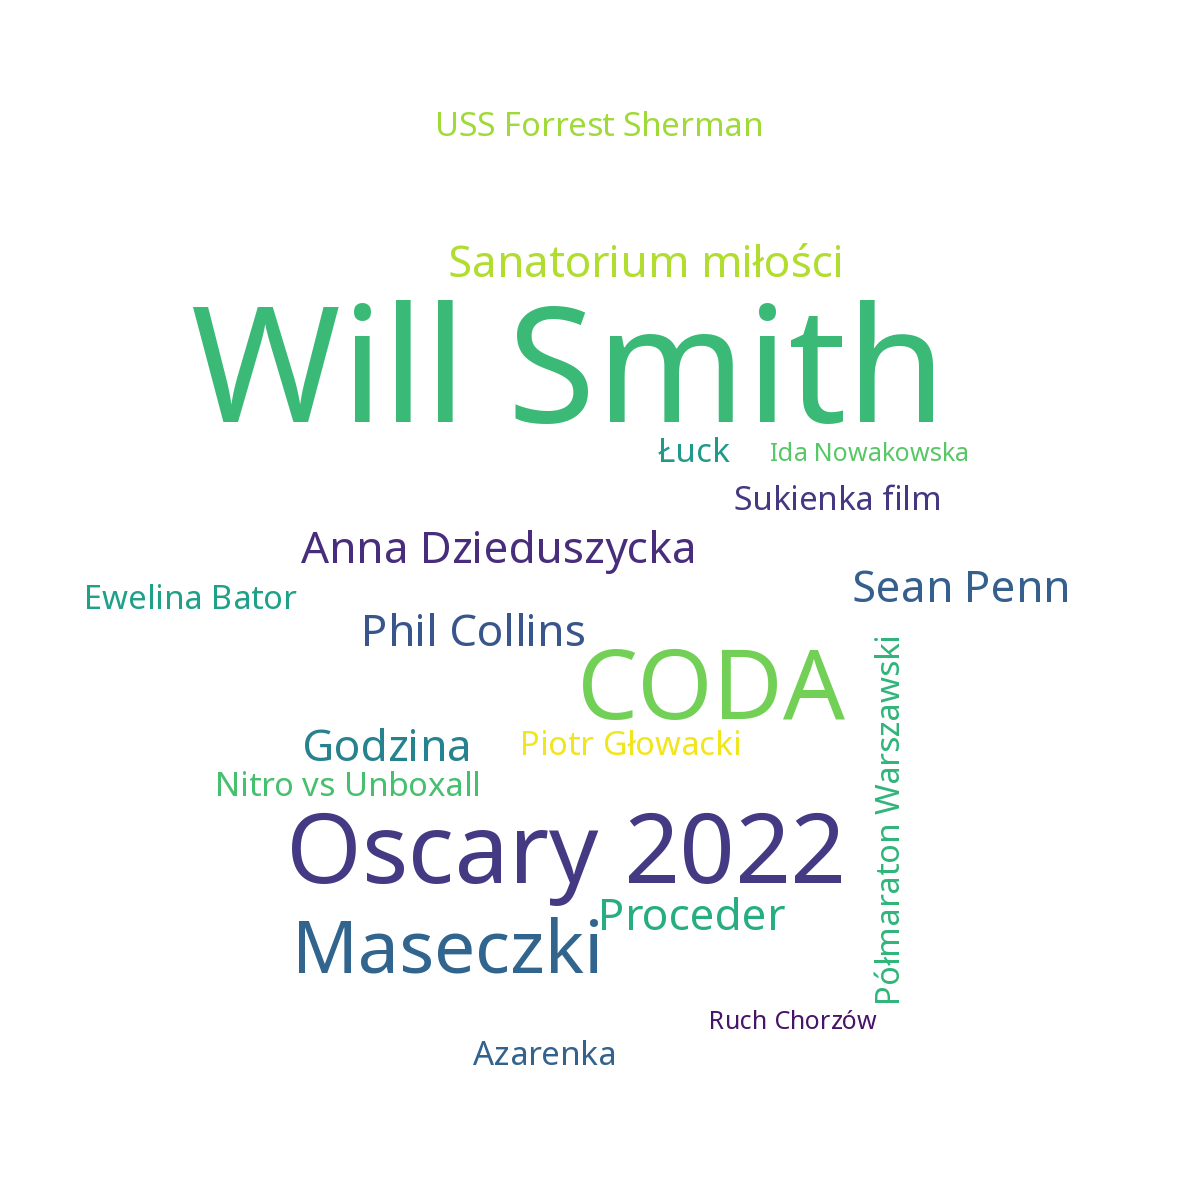 USS Forrest Sherman
Sanatorium miłości
Will Smith
Łuck
Ida Nowakowska
Sukienka film
Anna Dzieduszycka
Sean Penn
Ewelina Bator
Phil Collins
CODA
Półmaraton Warszawski
Godzina
Piotr Głowacki
Nitro vs Unboxall
Oscary 2022
Proceder
Maseczki
Ruch Chorzów
Azarenka